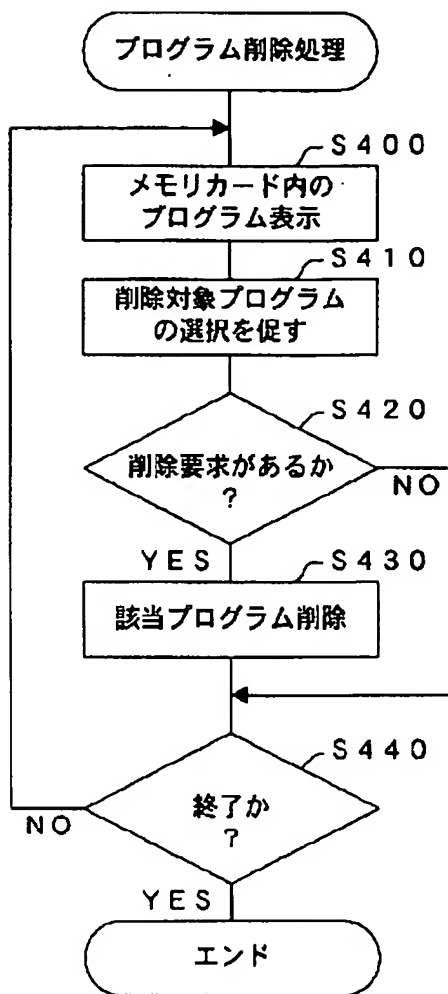 プログラム削除処理
S400
メモリカード内の
プログラム表示
S410
削除対象プログラム
の選択を促す
S420
削除要求があるか
?
NO
YES
S430
該当プログラム削除
S440
終了か
?
NO
YES
エンド